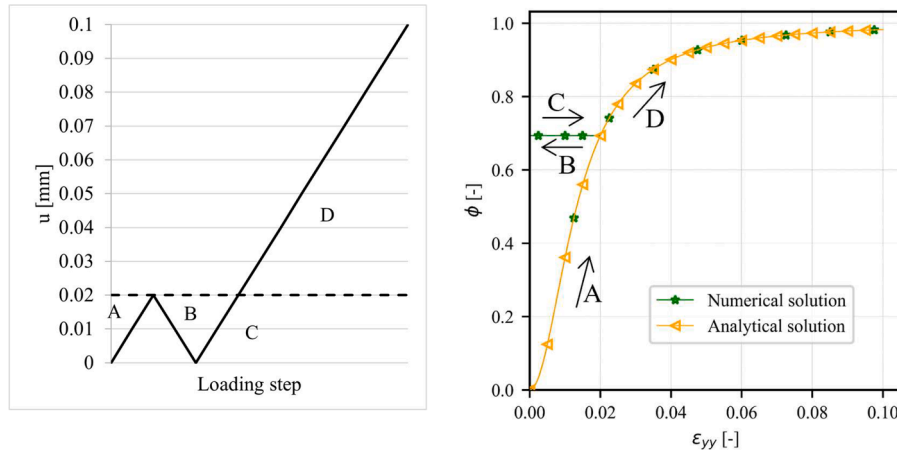 0.1
0.09
0.08
0.07
0.06
0.05
0.04
0.03
0.02
0.01
0
u [mm]
A
B
C
D
Loading step
1.0
0.8
0.6
0.4
0.2
0.0
ϕ [-]
C
B
D
A
Numerical solution
Analytical solution
0.00 0.02 0.04 0.06 0.08 0.10
ε_yy [-]